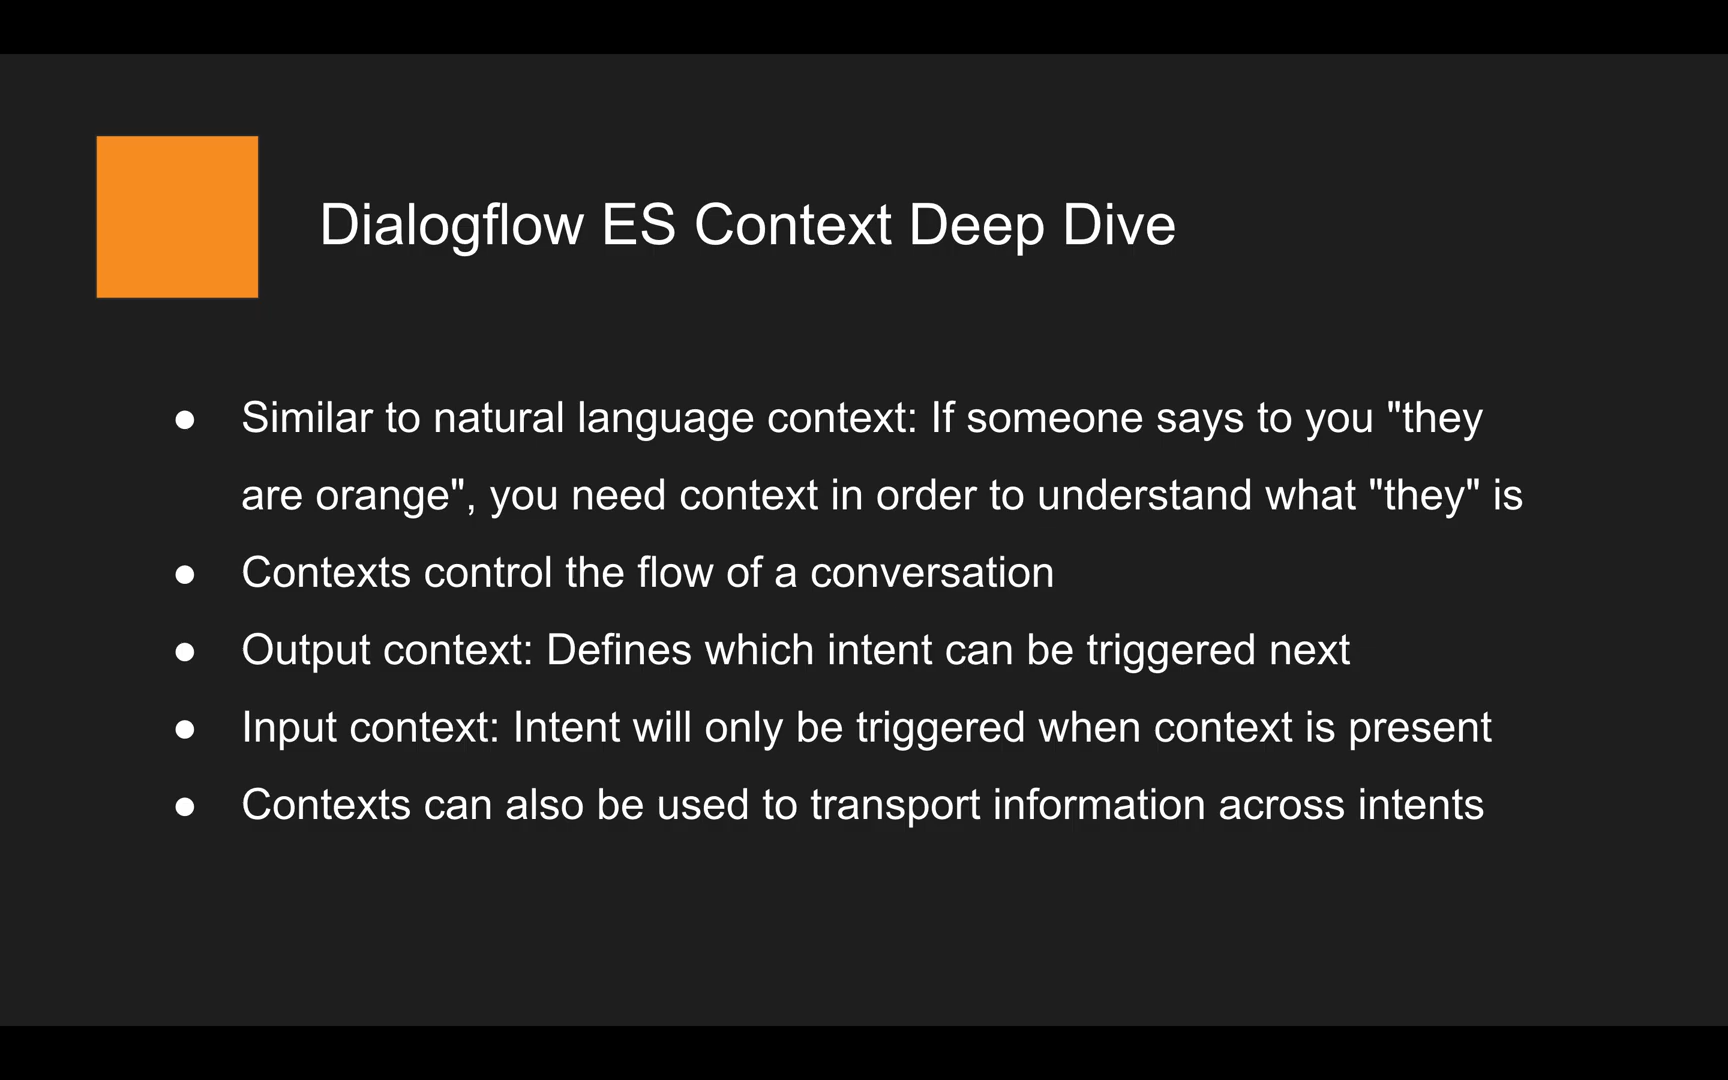 Dialogflow ES Context Deep Dive
● Similar to natural language context: If someone says to you "they
are orange", you need context in order to understand what "they" is
● Contexts control the flow of a conversation
● Output context: Defines which intent can be triggered next
● Input context: Intent will only be triggered when context is present
● Contexts can also be used to transport information across intents